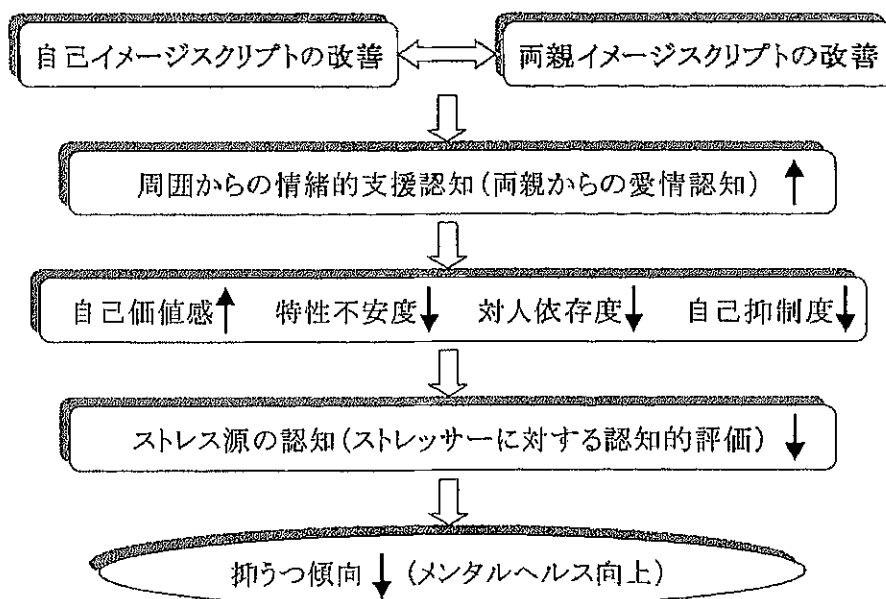 自己イメージスクリプトの改善 両親イメージスクリプトの改善
周囲からの情緒的支援認知(両親からの愛情認知)
自己価値感 特性不安度 対人依存度 自己抑制度
ストレス源の認知(ストレッサーに対する認知的評価)
抑うつ傾向 (メンタルヘルス向上)